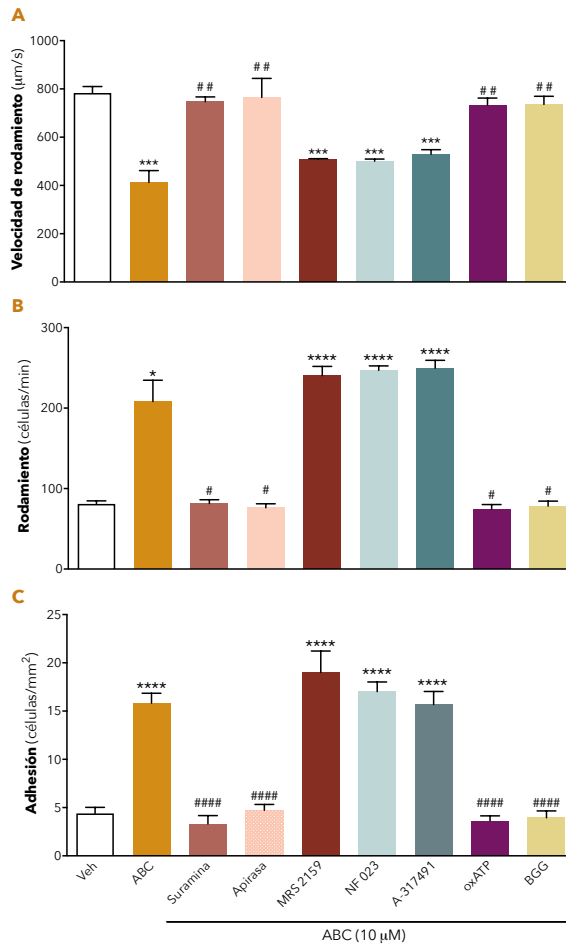 A
Velocidad de rodamiento (μm/s)
1000
800
600
400
200
0
***
# #
# #
***
***
***
# #
# #
B
Rodamiento (células/min)
300
200
100
0
*
#
#
****
****
****
#
#
C
Adhesión (células/mm²)
25
20
15
10
5
0
****
####
####
****
****
****
####
####
Veh
ABC
Suramina
Apirasa
MRS 2159
NF 023
A-317491
oxATP
BGG
ABC (10 μM)